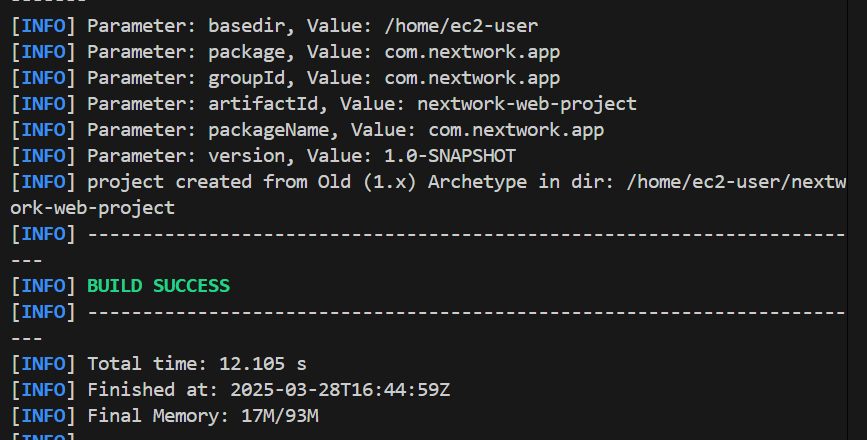 -------
[INFO] Parameter: basedir, Value: /home/ec2-user
[INFO] Parameter: package, Value: com.nextwork.app
[INFO] Parameter: groupId, Value: com.nextwork.app
[INFO] Parameter: artifactId, Value: nextwork-web-project
[INFO] Parameter: packageName, Value: com.nextwork.app
[INFO] Parameter: version, Value: 1.0-SNAPSHOT
[INFO] project created from Old (1.x) Archetype in dir: /home/ec2-user/nextw
ork-web-project
[INFO] ---------------------------------------------------------------------
---
[INFO] BUILD SUCCESS
[INFO] ---------------------------------------------------------------------
---
[INFO] Total time: 12.105 s
[INFO] Finished at: 2025-03-28T16:44:59Z
[INFO] Final Memory: 17M/93M
[INFO]